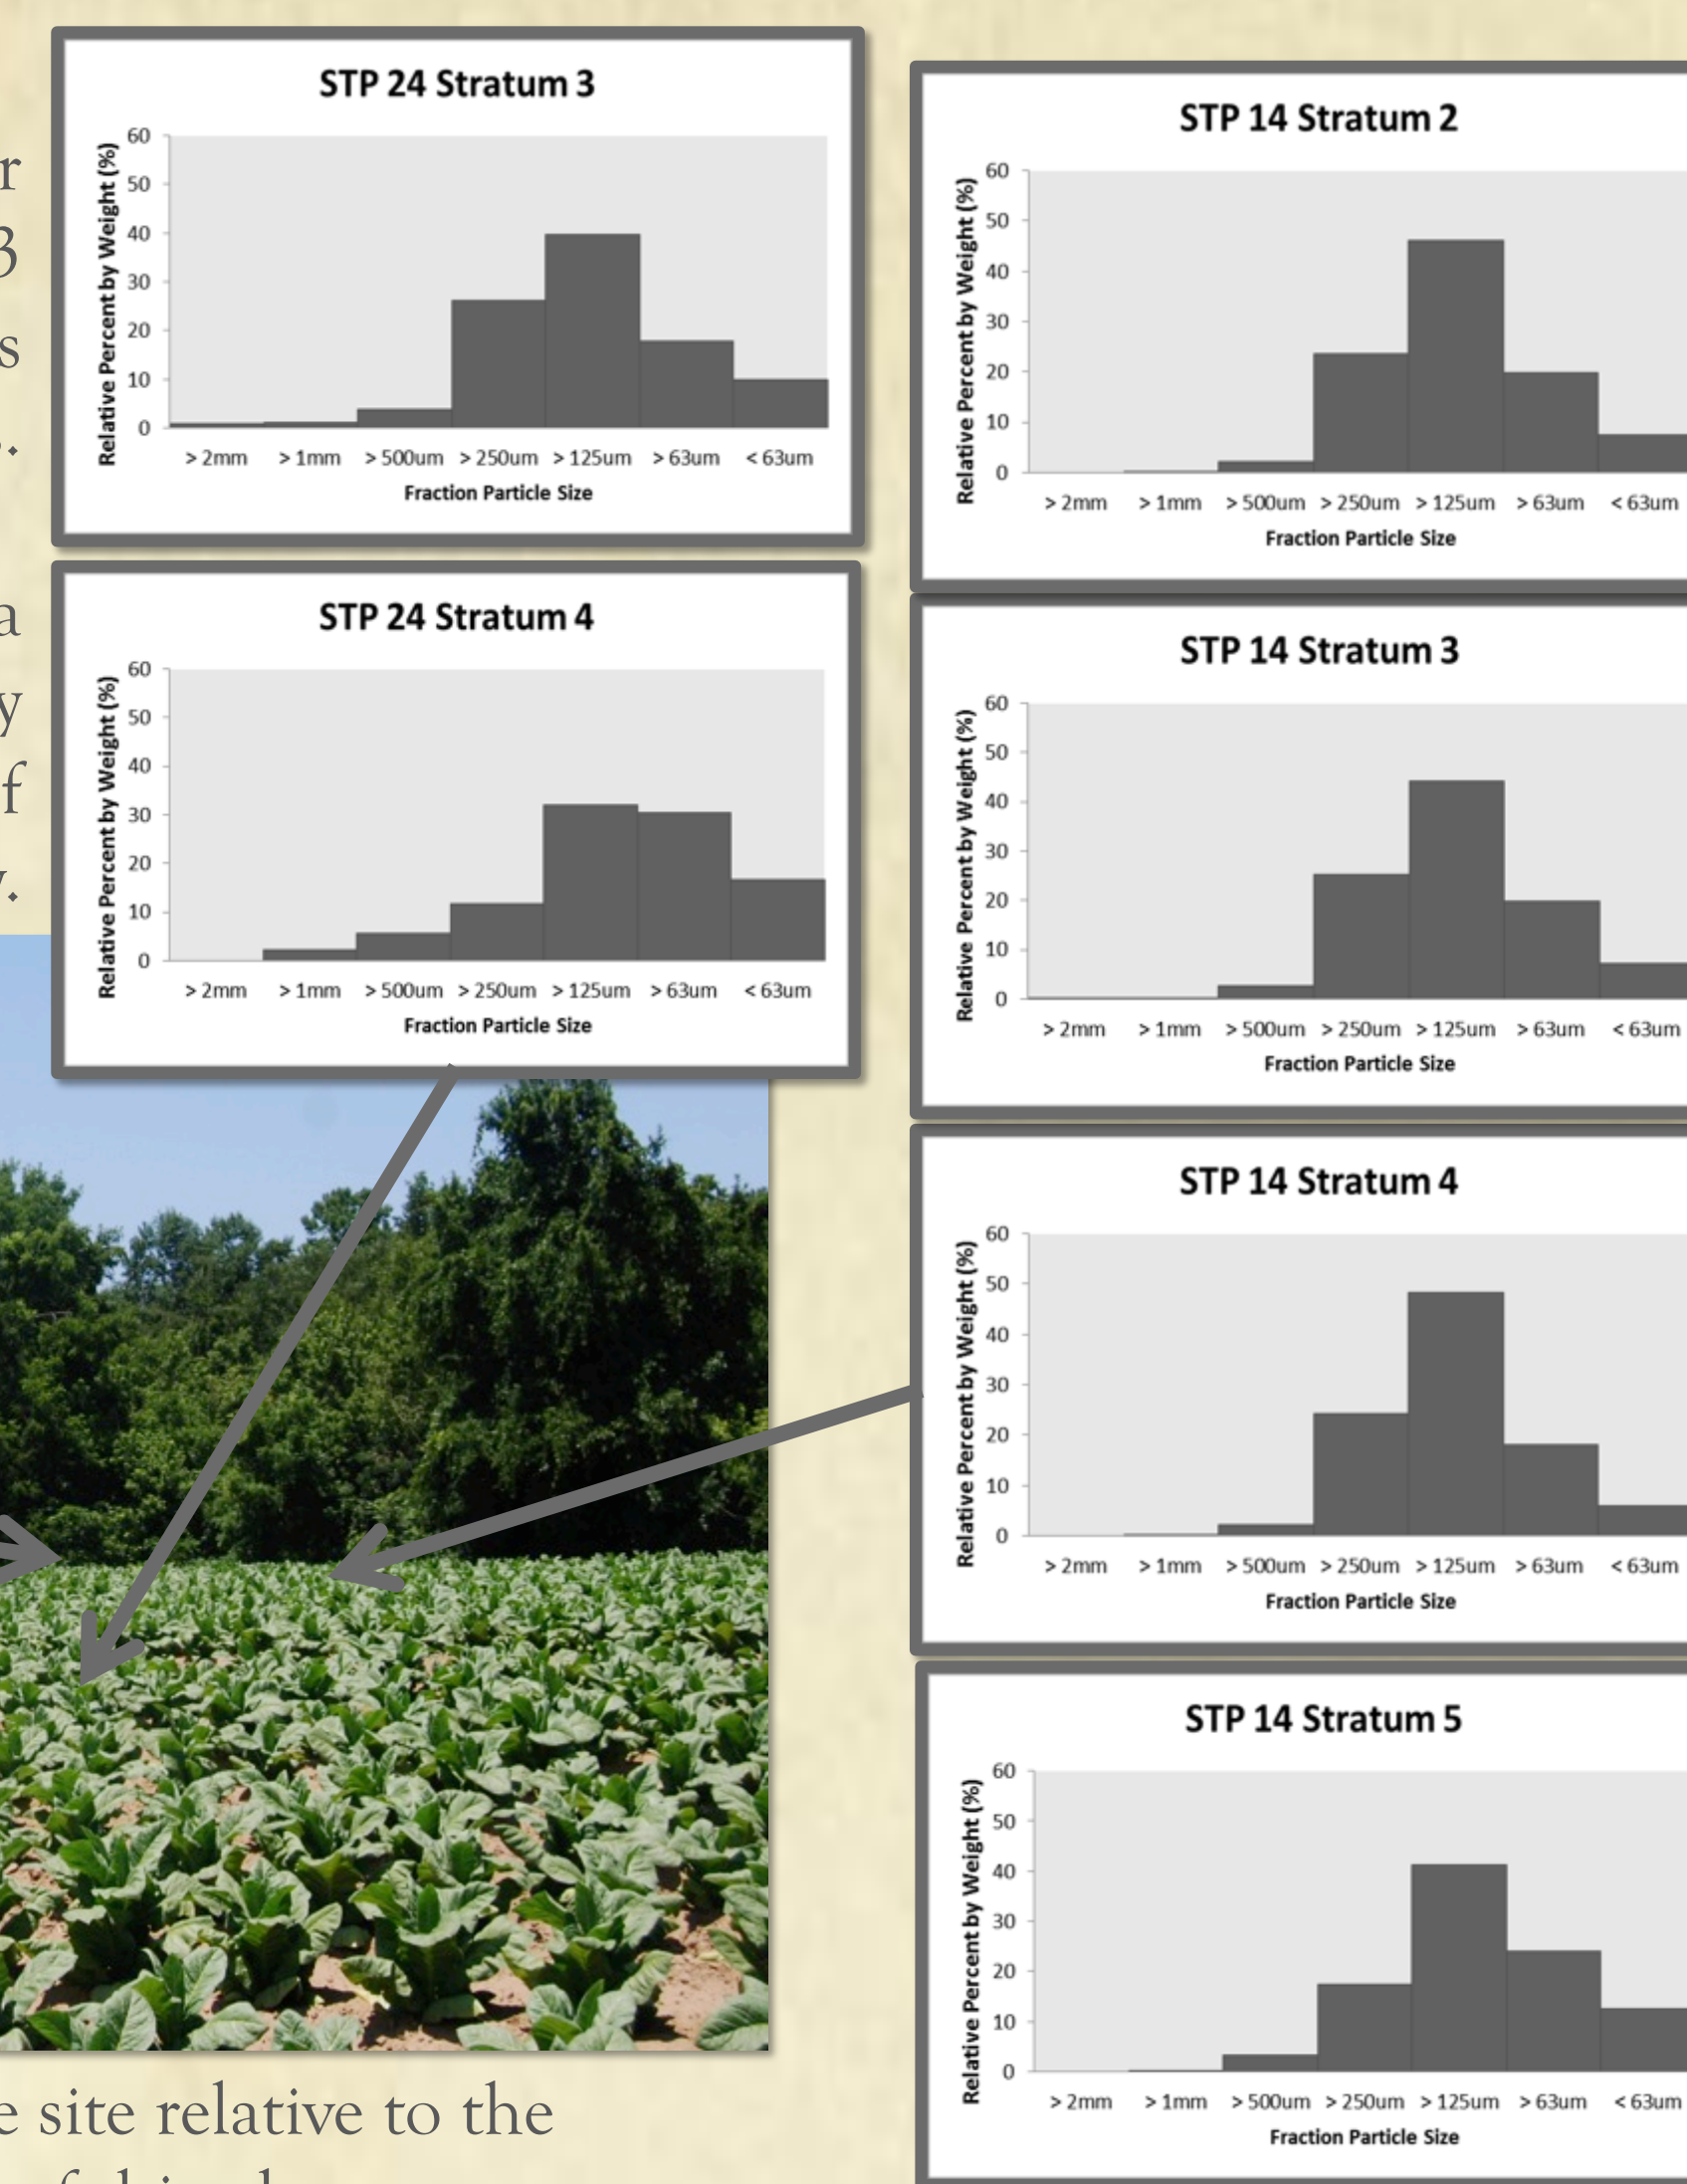 r
3
s
.
a
y
f
.
STP 24 Stratum 3
Relative Percent by Weight (%)
60
50
40
30
20
10
0
> 2mm > 1mm > 500um > 250um > 125um > 63um < 63um
Fraction Particle Size
STP 24 Stratum 4
Relative Percent by Weight (%)
60
50
40
30
20
10
0
> 2mm > 1mm > 500um > 250um > 125um > 63um < 63um
Fraction Particle Size
STP 14 Stratum 2
Relative Percent by Weight (%)
60
50
40
30
20
10
0
> 2mm > 1mm > 500um > 250um > 125um > 63um < 63um
Fraction Particle Size
STP 14 Stratum 3
Relative Percent by Weight (%)
60
50
40
30
20
10
0
> 2mm > 1mm > 500um > 250um > 125um > 63um < 63um
Fraction Particle Size
STP 14 Stratum 4
Relative Percent by Weight (%)
60
50
40
30
20
10
0
> 2mm > 1mm > 500um > 250um > 125um > 63um < 63um
Fraction Particle Size
STP 14 Stratum 5
Relative Percent by Weight (%)
60
50
40
30
20
10
0
> 2mm > 1mm > 500um > 250um > 125um > 63um < 63um
Fraction Particle Size
e site relative to the